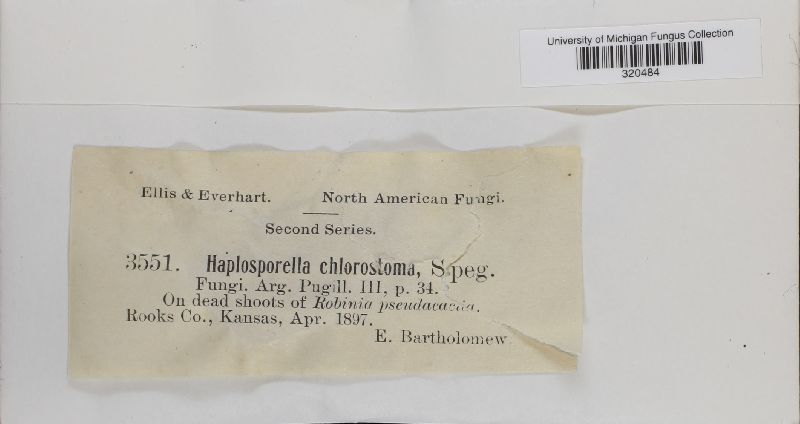 University of Michigan Fungus Collection
320484
Ellis & Everhart. North American Fungi.
Second Series.
3551. Haplosporella chlorostoma, Speg.
Fungi. Arg. Pugill. III, p. 34.
On dead shoots of Robinia pseudacacia.
Rooks Co., Kansas, Apr. 1897.
E. Bartholomew